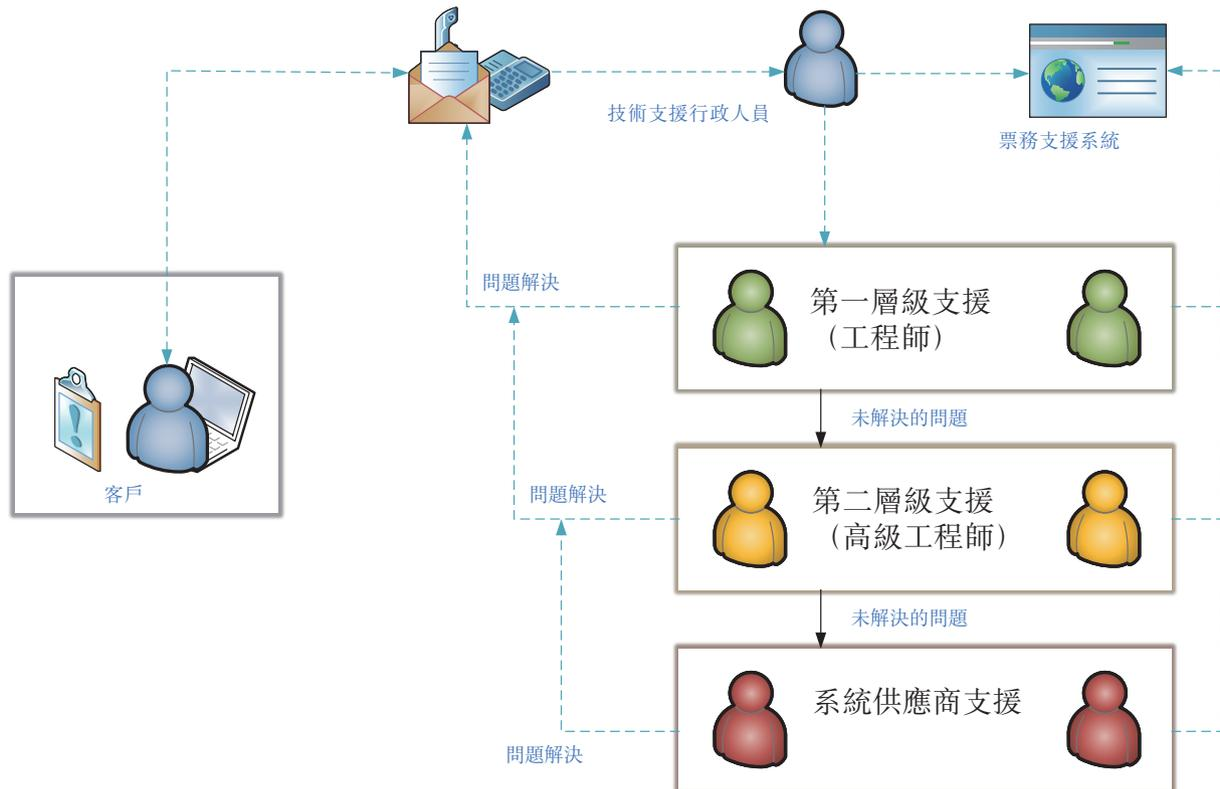 技術支援行政人員
票務支援系統
問題解決
第一層級支援
（工程師）
未解決的問題
客戶
問題解決
第二層級支援
（高級工程師）
未解決的問題
系統供應商支援
問題解決